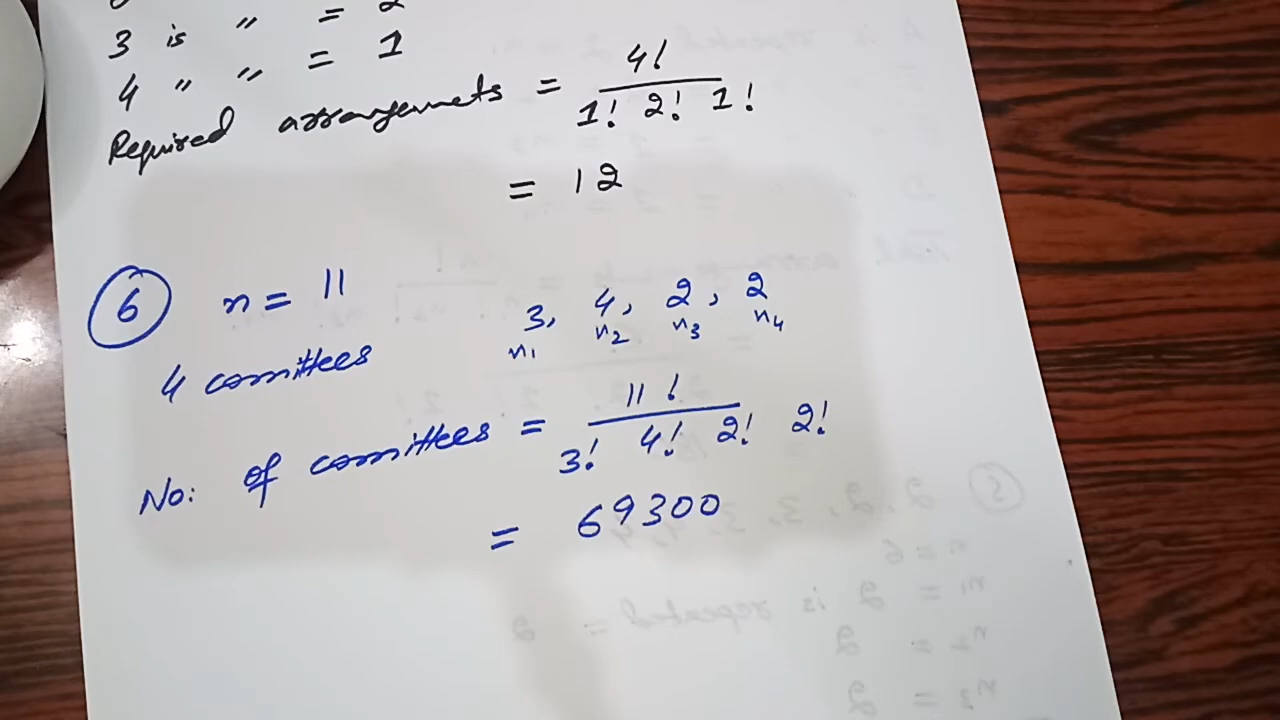 3 is " = 2
4 " " = 1
Required arrangemets = 4! / 1! 2! 1!
= 12
6 n = 11
3, 4, 2, 2
n1 n2 n3 n4
4 comittees
No: of comittees = 11! / 3! 4! 2! 2!
= 69300